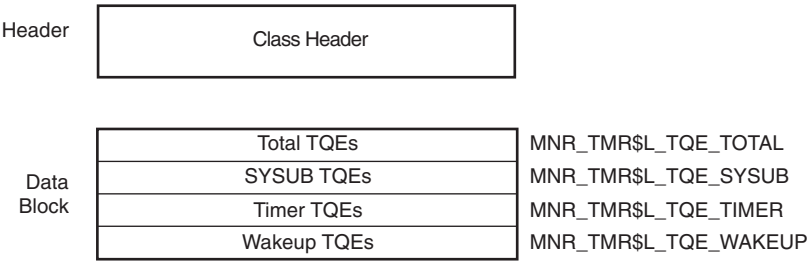 Header
Class Header
Total TQEs MNR_TMR$L_TQE_TOTAL
SYSUB TQEs MNR_TMR$L_TQE_SYSUB
Data
Block
Timer TQEs MNR_TMR$L_TQE_TIMER
Wakeup TQEs MNR_TMR$L_TQE_WAKEUP